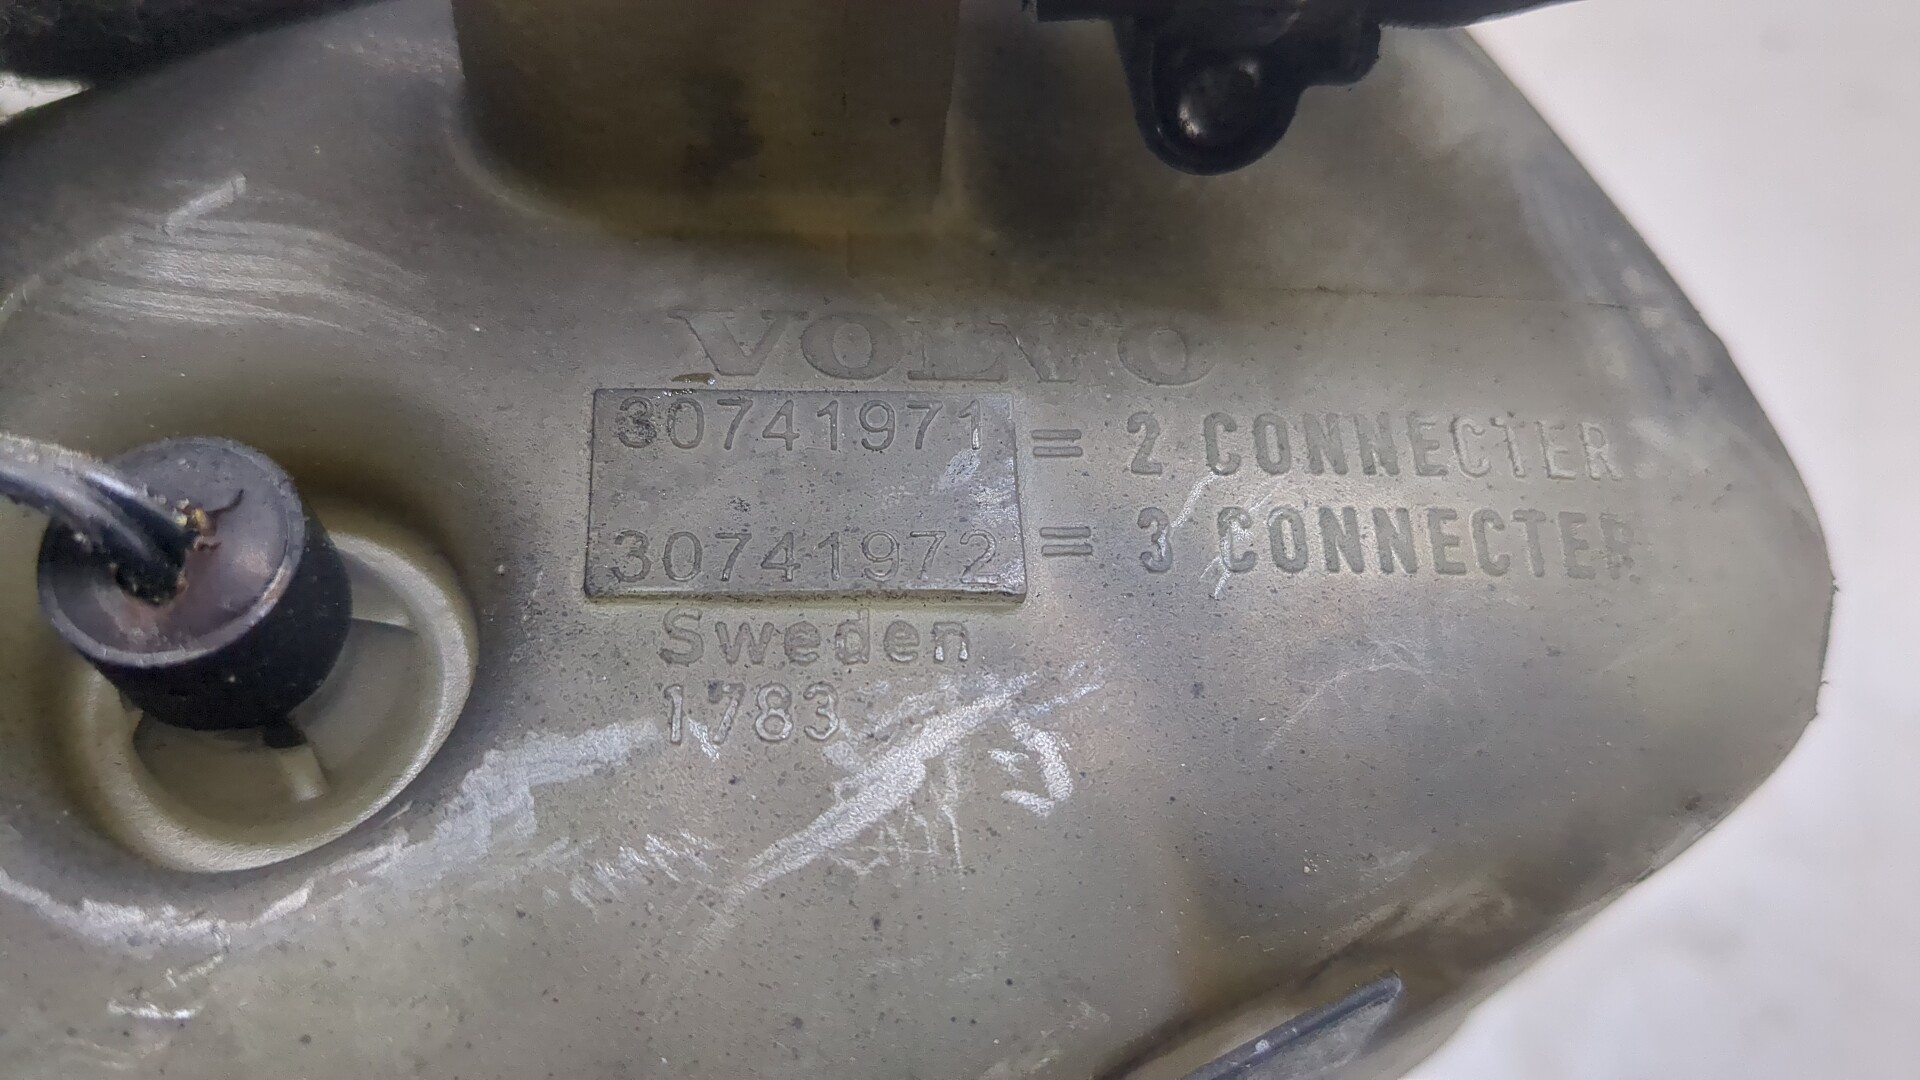 VOLVO
30741971 = 2 CONNECTER
30741972 = 3 CONNECTER
Sweden
1783